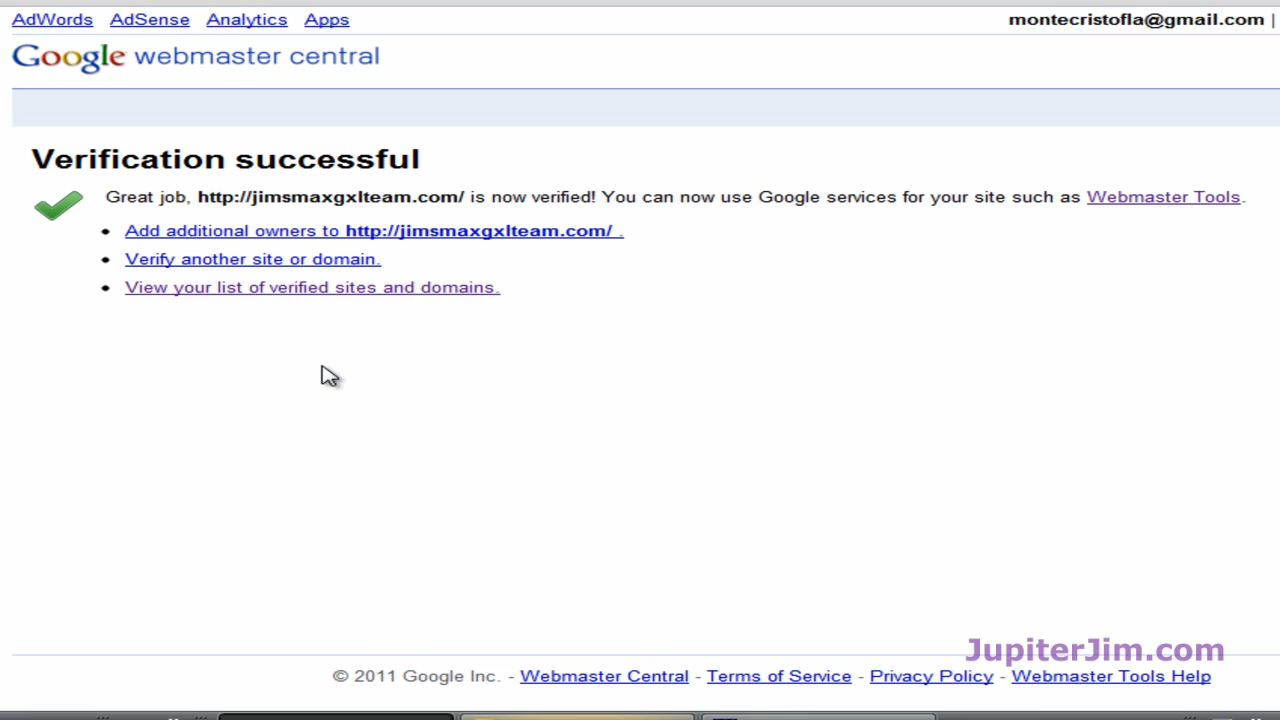 AdWords AdSense Analytics Apps montecristofla@gmail.com |
Google webmaster central
Verification successful
Great job, http://jimsmaxgxlteam.com/ is now verified! You can now use Google services for your site such as Webmaster Tools.
• Add additional owners to http://jimsmaxgxlteam.com/ .
• Verify another site or domain.
• View your list of verified sites and domains.
JupiterJim.com
© 2011 Google Inc. - Webmaster Central - Terms of Service - Privacy Policy - Webmaster Tools Help